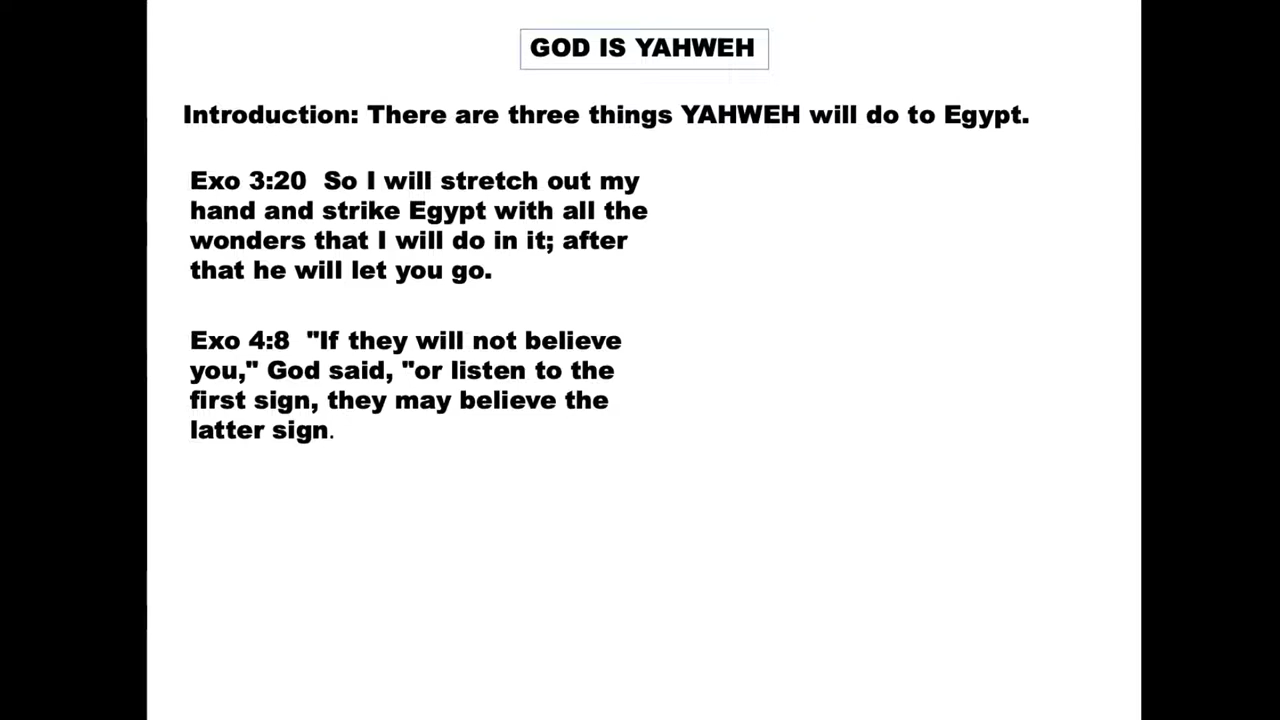 GOD IS YAHWEH
Introduction: There are three things YAHWEH will do to Egypt.
Exo 3:20  So I will stretch out my
hand and strike Egypt with all the
wonders that I will do in it; after
that he will let you go.
Exo 4:8  "If they will not believe
you," God said, "or listen to the
first sign, they may believe the
latter sign.